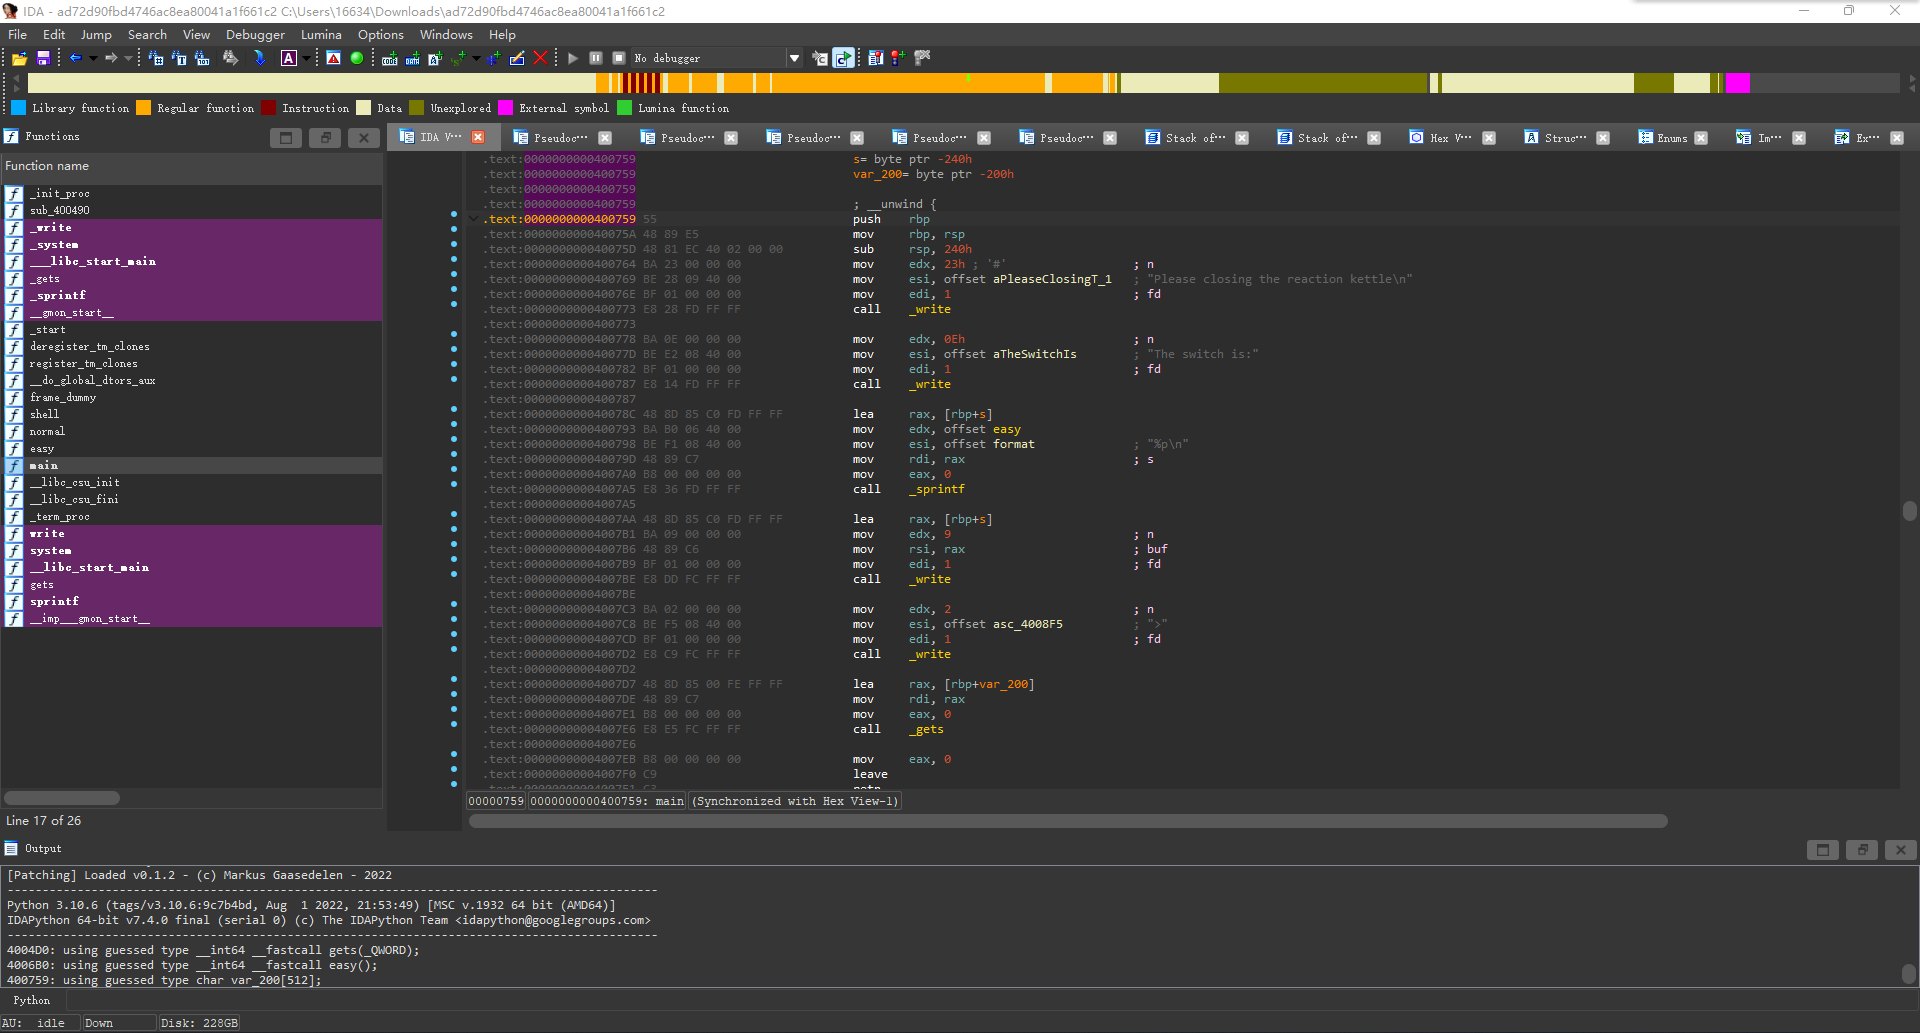 IDA - ad72d90fbd4746ac8ea80041a1f661c2 C:\Users\16634\Downloads\ad72d90fbd4746ac8ea80041a1f661c2
File Edit Jump Search View Debugger Lumina Options Windows Help
No debugger
Library function Regular function Instruction Data Unexplored External symbol Lumina function
Functions
IDA V··· Pseudoc··· Pseudoc··· Pseudoc··· Pseudoc··· Pseudoc··· Stack of··· Stack of··· Hex V··· Struc··· Enums Im··· Ex···
Function name
_init_proc
sub_400490
_write
_system
___libc_start_main
_gets
_sprintf
__gmon_start__
_start
deregister_tm_clones
register_tm_clones
__do_global_dtors_aux
frame_dummy
shell
normal
easy
main
__libc_csu_init
__libc_csu_fini
_term_proc
write
system
__libc_start_main
gets
sprintf
__imp___gmon_start__
Line 17 of 26
.text:0000000000400759 s= byte ptr -240h
.text:0000000000400759 var_200= byte ptr -200h
.text:0000000000400759
.text:0000000000400759 ; __unwind {
.text:0000000000400759 55 push rbp
.text:000000000040075A 48 89 E5 mov rbp, rsp
.text:000000000040075D 48 81 EC 40 02 00 00 sub rsp, 240h
.text:0000000000400764 BA 23 00 00 00 mov edx, 23h ; '#' ; n
.text:0000000000400769 BE 28 09 40 00 mov esi, offset aPleaseClosingT_1 ; "Please closing the reaction kettle\n"
.text:000000000040076E BF 01 00 00 00 mov edi, 1 ; fd
.text:0000000000400773 E8 28 FD FF FF call _write
.text:0000000000400773
.text:0000000000400778 BA 0E 00 00 00 mov edx, 0Eh ; n
.text:000000000040077D BE E2 08 40 00 mov esi, offset aTheSwitchIs ; "The switch is:"
.text:0000000000400782 BF 01 00 00 00 mov edi, 1 ; fd
.text:0000000000400787 E8 14 FD FF FF call _write
.text:0000000000400787
.text:000000000040078C 48 8D 85 C0 FD FF FF lea rax, [rbp+s]
.text:0000000000400793 BA B0 06 40 00 mov edx, offset easy
.text:0000000000400798 BE F1 08 40 00 mov esi, offset format ; "%p\n"
.text:000000000040079D 48 89 C7 mov rdi, rax ; s
.text:00000000004007A0 B8 00 00 00 00 mov eax, 0
.text:00000000004007A5 E8 36 FD FF FF call _sprintf
.text:00000000004007A5
.text:00000000004007AA 48 8D 85 C0 FD FF FF lea rax, [rbp+s]
.text:00000000004007B1 BA 09 00 00 00 mov edx, 9 ; n
.text:00000000004007B6 48 89 C6 mov rsi, rax ; buf
.text:00000000004007B9 BF 01 00 00 00 mov edi, 1 ; fd
.text:00000000004007BE E8 DD FC FF FF call _write
.text:00000000004007BE
.text:00000000004007C3 BA 02 00 00 00 mov edx, 2 ; n
.text:00000000004007C8 BE F5 08 40 00 mov esi, offset asc_4008F5 ; ">"
.text:00000000004007CD BF 01 00 00 00 mov edi, 1 ; fd
.text:00000000004007D2 E8 C9 FC FF FF call _write
.text:00000000004007D2
.text:00000000004007D7 48 8D 85 00 FE FF FF lea rax, [rbp+var_200]
.text:00000000004007DE 48 89 C7 mov rdi, rax
.text:00000000004007E1 B8 00 00 00 00 mov eax, 0
.text:00000000004007E6 E8 E5 FC FF FF call _gets
.text:00000000004007E6
.text:00000000004007EB B8 00 00 00 00 mov eax, 0
.text:00000000004007F0 C9 leave
00000759 0000000000400759: main (Synchronized with Hex View-1)
Output
[Patching] Loaded v0.1.2 - (c) Markus Gaasedelen - 2022
Python 3.10.6 (tags/v3.10.6:9c7b4bd, Aug 1 2022, 21:53:49) [MSC v.1932 64 bit (AMD64)]
IDAPython 64-bit v7.4.0 final (serial 0) (c) The IDAPython Team <idapython@googlegroups.com>
4004D0: using guessed type __int64 __fastcall gets(_QWORD);
4006B0: using guessed type __int64 __fastcall easy();
400759: using guessed type char var_200[512];
Python
AU: idle Down Disk: 228GB